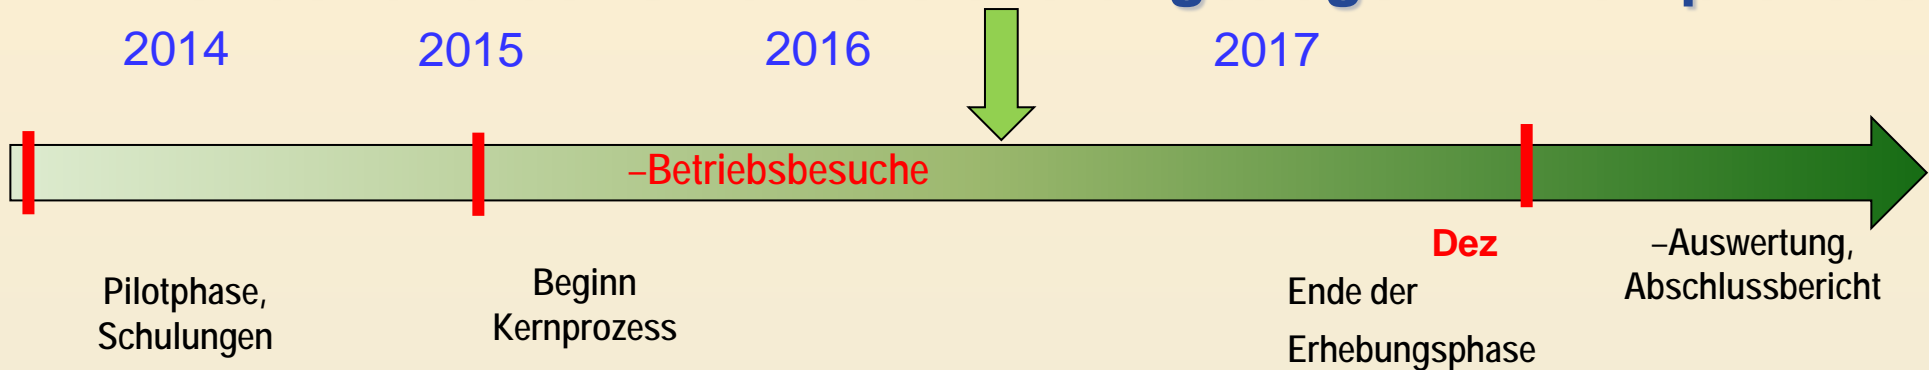 2014
2015
2016
2017
–Betriebsbesuche
Dez
Pilotphase,
Schulungen
Beginn
Kernprozess
Ende der
Erhebungsphase
–Auswertung,
Abschlussbericht